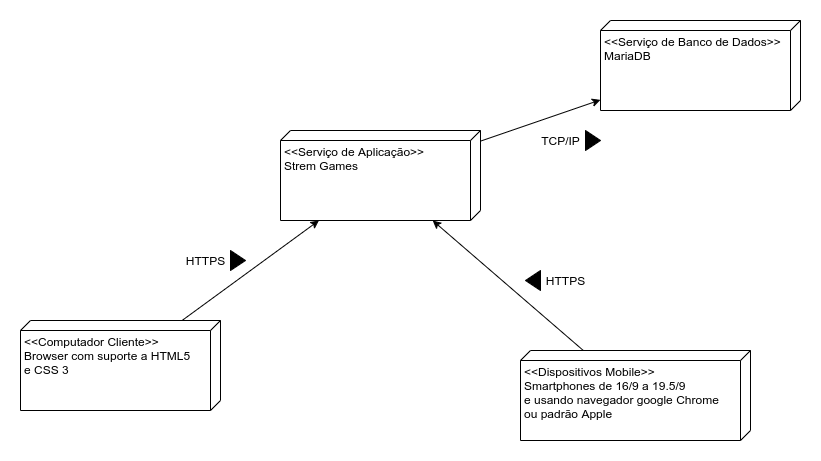 <<Serviço de Banco de Dados>>
MariaDB
TCP/IP
<<Serviço de Aplicação>>
Strem Games
HTTPS
HTTPS
<<Computador Cliente>>
Browser com suporte a HTML5
e CSS 3
<<Dispositivos Mobile>>
Smartphones de 16/9 a 19.5/9
e usando navegador google Chrome
ou padrão Apple